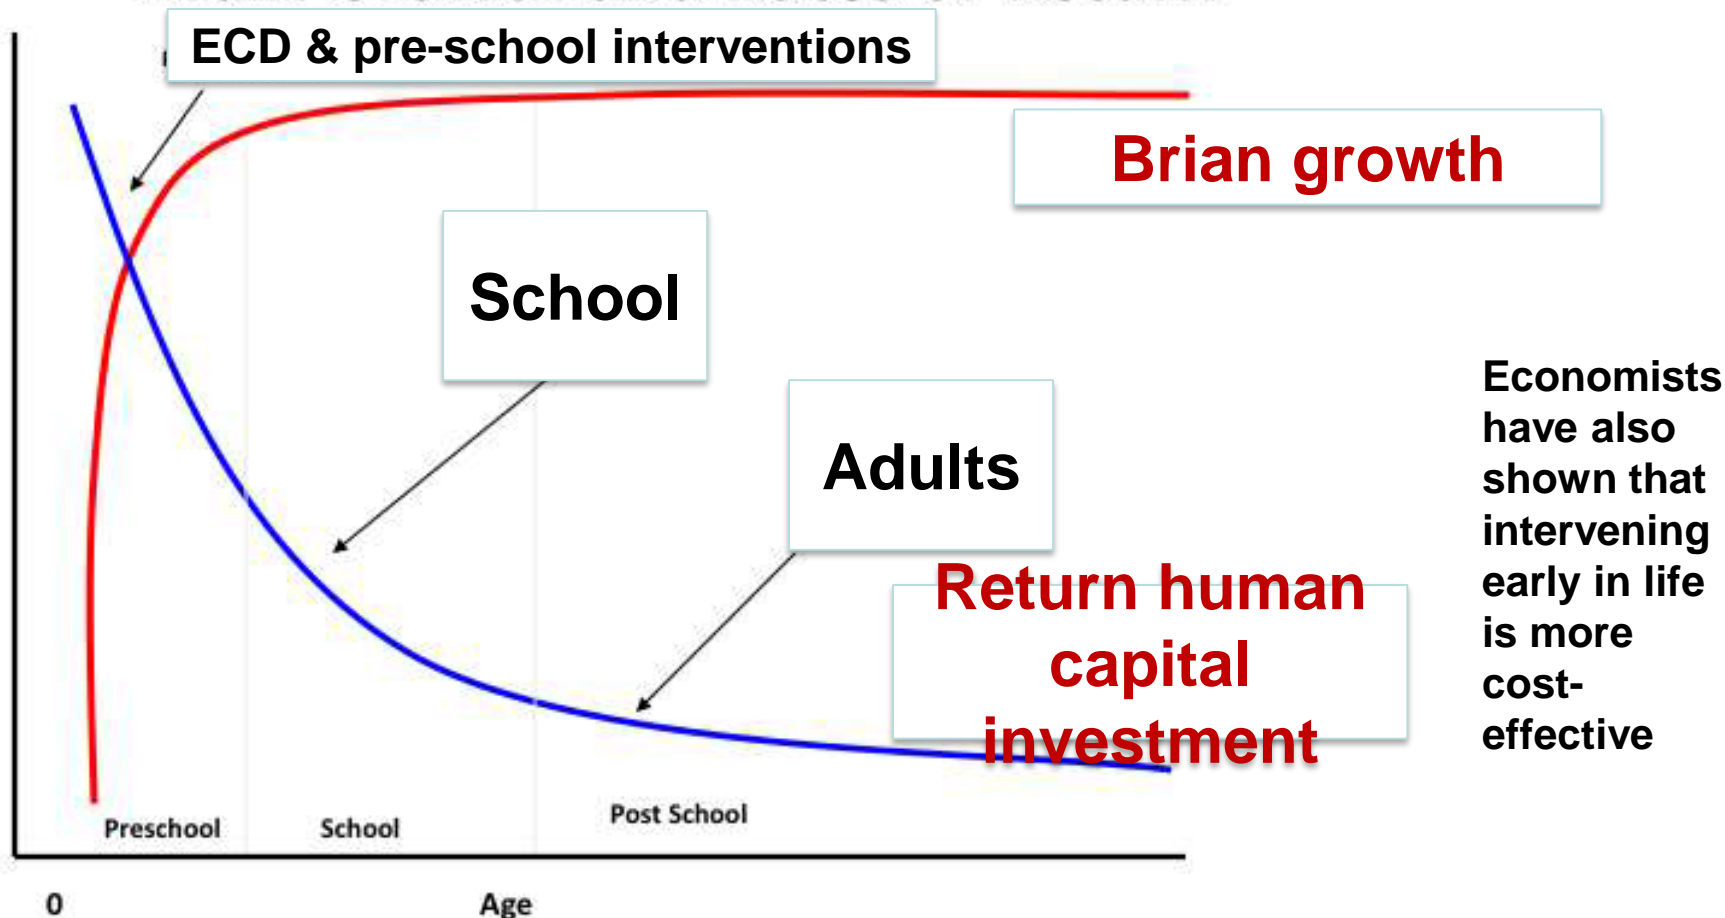 ECD & pre-school interventions
Brian growth
School
Adults
Return human
capital
investment
Economists
have also
shown that
intervening
early in life
is more
cost-
effective
Preschool
School
Post School
0
Age